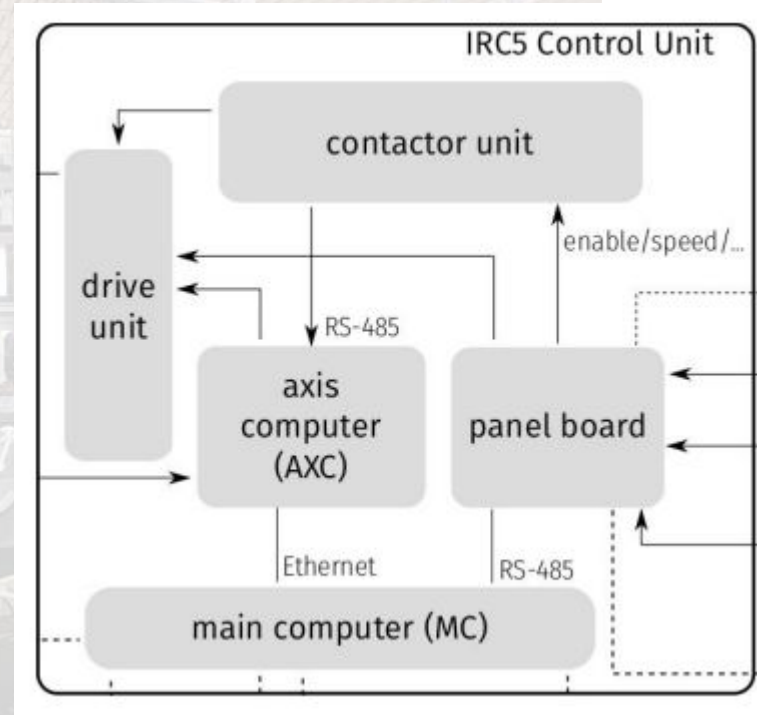 IRC5 Control Unit
contactor unit
enable/speed/...
drive
unit
RS-485
axis
computer
(AXC)
panel board
Ethernet
RS-485
main computer (MC)